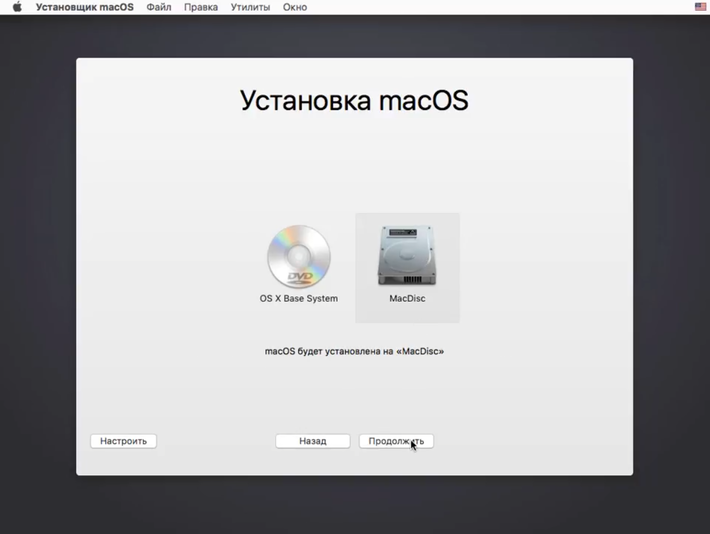 Установщик macOS Файл Правка Утилиты Окно
Установка macOS
DVD
OS X Base System MacDisc
macOS будет установлена на «MacDisc»
Настроить Назад Продолжить